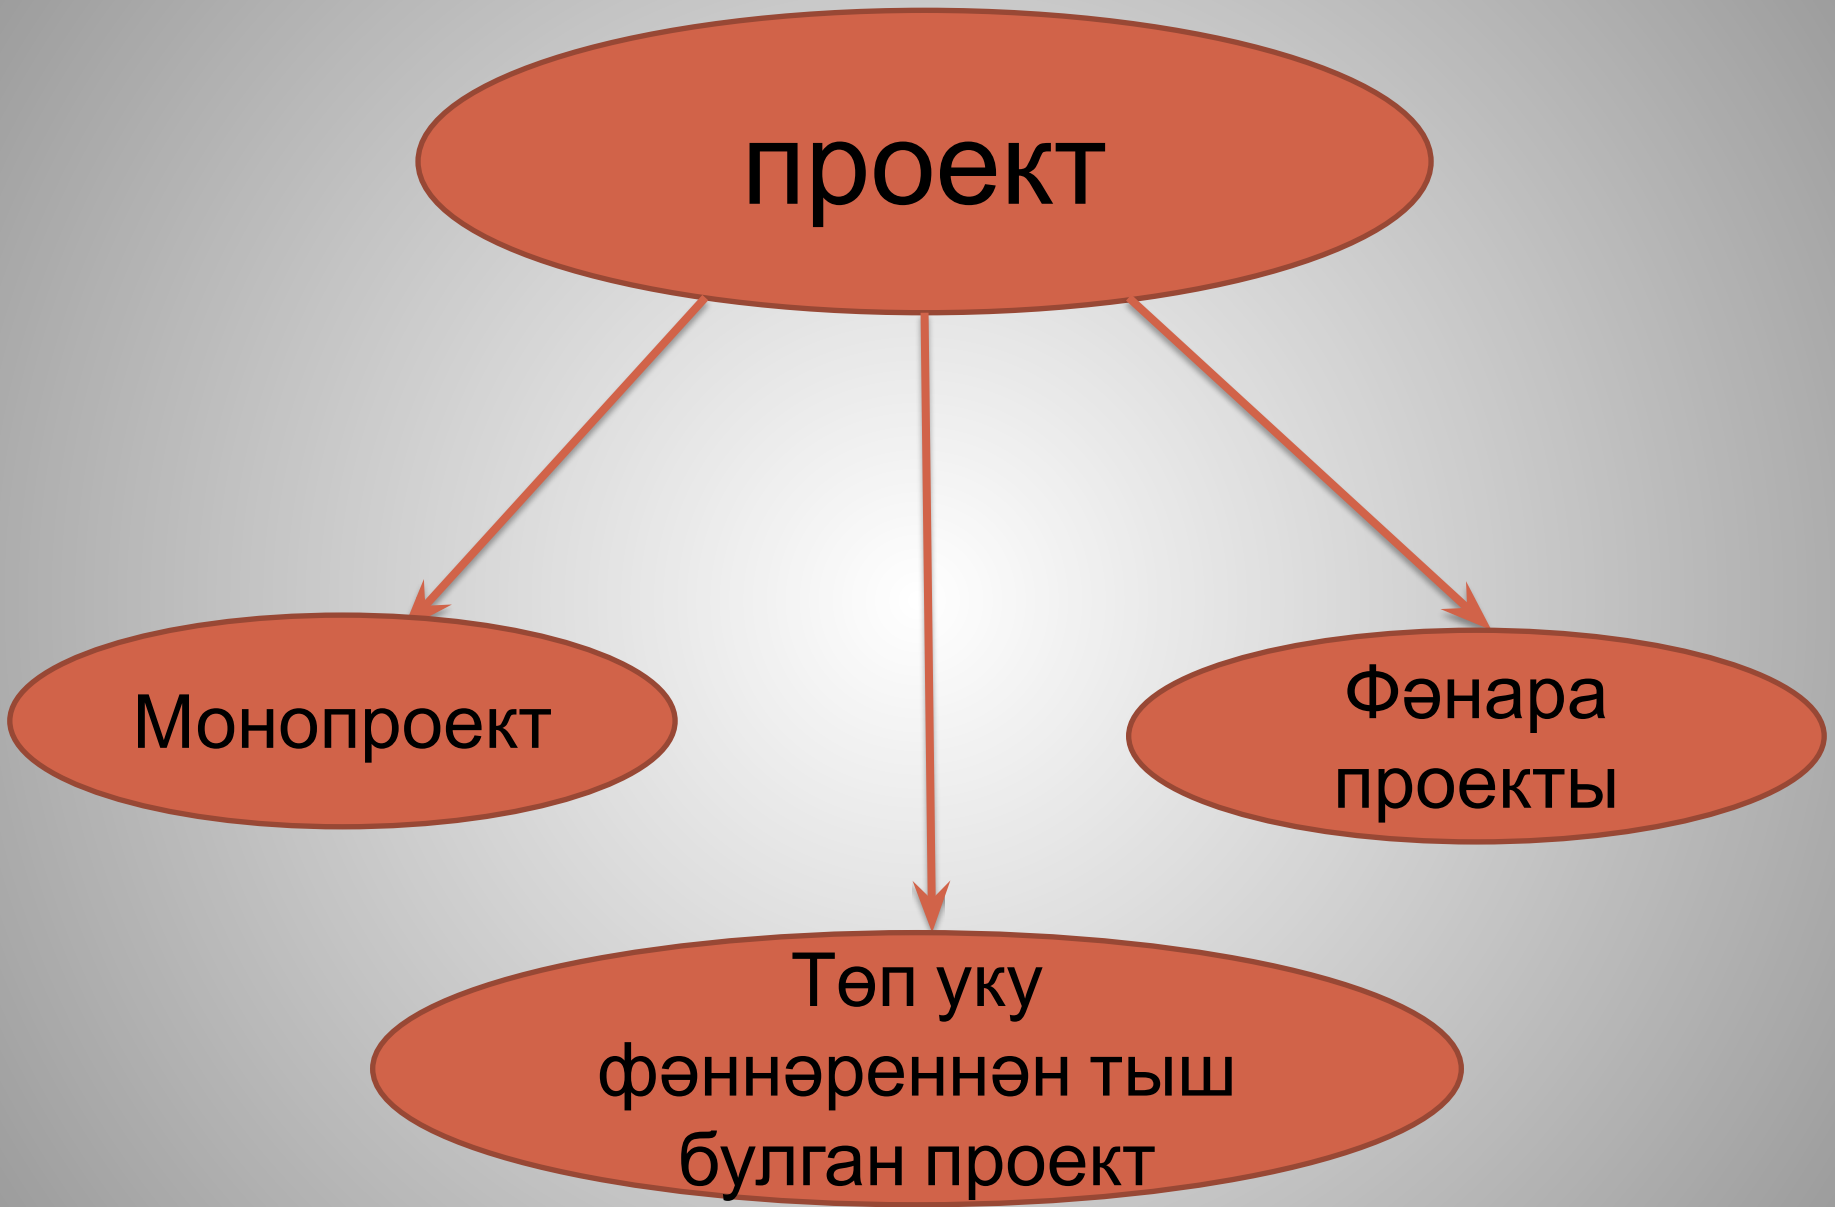 проект
Монопроект
Фәнара
проекты
Төп уку
фәннәреннән тыш
булган проект